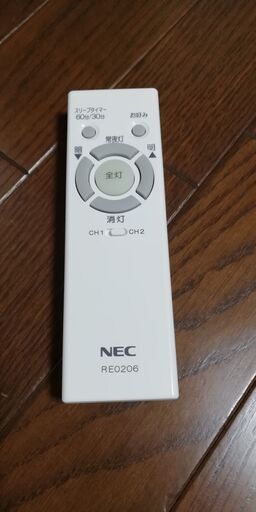 スリープタイマー
60分/30分
お好み
常夜灯
暗
▼
明
▲
全灯
消灯
CH1 CH2
NEC
RE0206